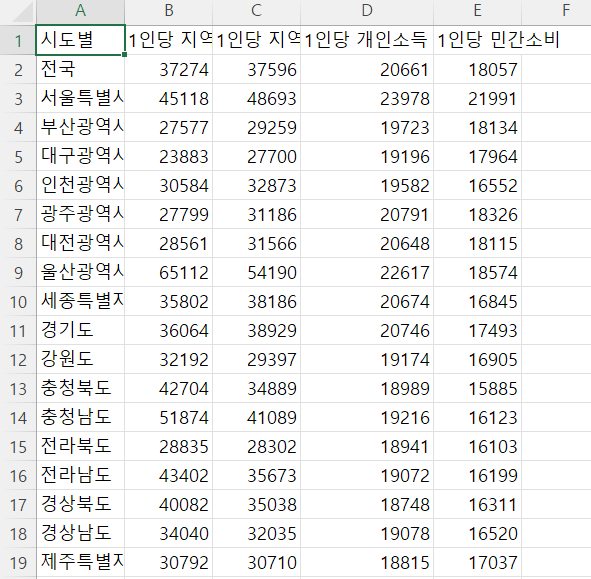 A B C D E F
1 시도별 1인당 지역 1인당 지역 1인당 개인소득 1인당 민간소비
2 전국 37274 37596 20661 18057
3 서울특별시 45118 48693 23978 21991
4 부산광역시 27577 29259 19723 18134
5 대구광역시 23883 27700 19196 17964
6 인천광역시 30584 32873 19582 16552
7 광주광역시 27799 31186 20791 18326
8 대전광역시 28561 31566 20648 18115
9 울산광역시 65112 54190 22617 18574
10 세종특별자 35802 38186 20674 16845
11 경기도 36064 38929 20746 17493
12 강원도 32192 29397 19174 16905
13 충청북도 42704 34889 18989 15885
14 충청남도 51874 41089 19216 16123
15 전라북도 28835 28302 18941 16103
16 전라남도 43402 35673 19072 16199
17 경상북도 40082 35038 18748 16311
18 경상남도 34040 32035 19078 16520
19 제주특별자 30792 30710 18815 17037